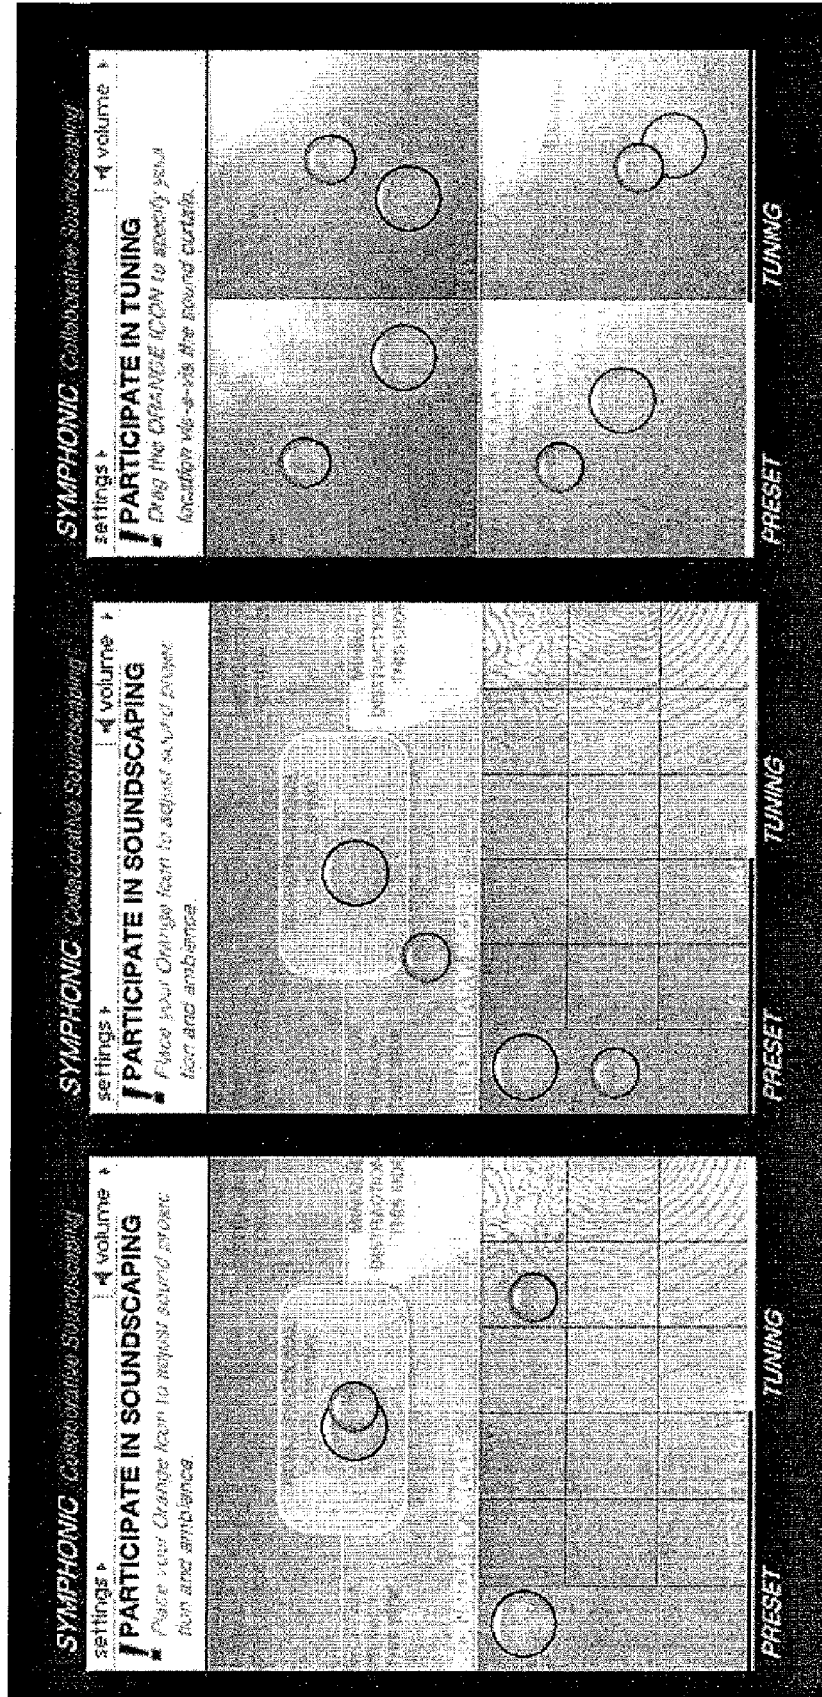 SYMPHONIC Collaborative Soundscaping
settings ▸ volume ▸
! PARTICIPATE IN SOUNDSCAPING
Place your Orange Icon to adjust sound projec-
tion and ambiance.
PRESET TUNING
SYMPHONIC Collaborative Soundscaping
settings ▸ volume ▸
! PARTICIPATE IN SOUNDSCAPING
Place your Orange Icon to adjust sound projec-
tion and ambiance.
PRESET TUNING
SYMPHONIC Collaborative Soundscaping
settings ▸ volume ▸
! PARTICIPATE IN TUNING
Drag the ORANGE ICON to specify your
location vis-a-vis the sound curtain.
PRESET TUNING